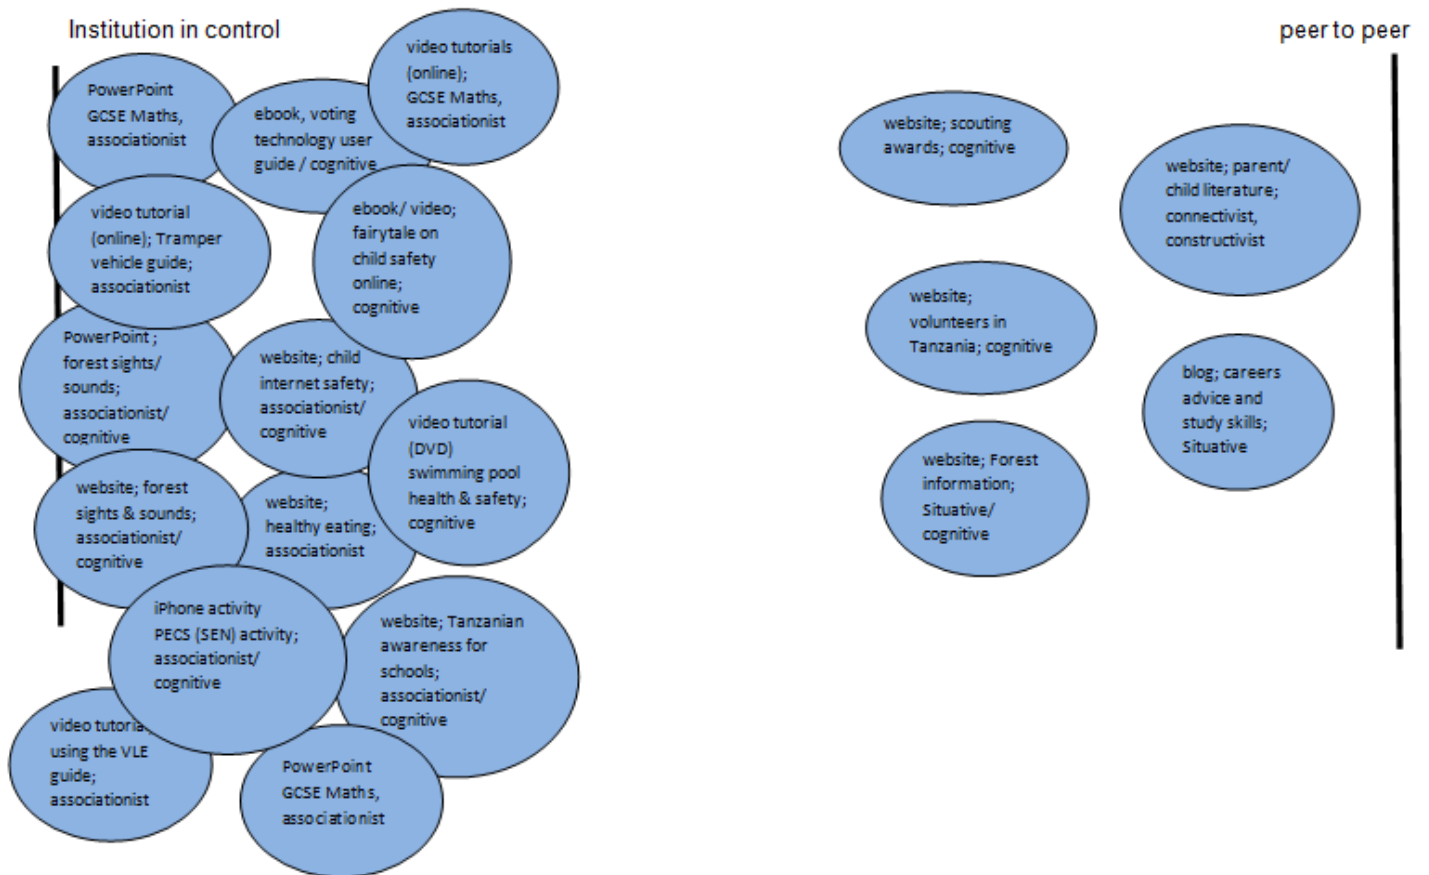 Institution in control
peer to peer
PowerPoint
GCSE Maths,
associationist
ebook, voting
technology user
guide / cognitive
video tutorials
(online);
GCSE Maths,
associationist
video tutorial
(online); Tramper
vehicle guide;
associationist
ebook/ video;
fairytale on
child safety
online;
cognitive
PowerPoint ;
forest sights/
sounds;
associationist/
cognitive
website; child
internet safety;
associationist/
cognitive
video tutorial
(DVD)
swimming pool
health & safety;
cognitive
website; forest
sights & sounds;
associationist/
cognitive
website;
healthy eating;
associationist
iPhone activity
PECS (SEN) activity;
associationist/
cognitive
website; Tanzanian
awareness for
schools;
associationist/
cognitive
video
using the VLE
guide;
associationist
PowerPoint
GCSE Maths,
associationist
website; scouting
awards; cognitive
website; parent/
child literature;
connectivist,
constructivist
website;
volunteers in
Tanzania; cognitive
blog; careers
advice and
study skills;
Situative
website; Forest
information;
Situative/
cognitive